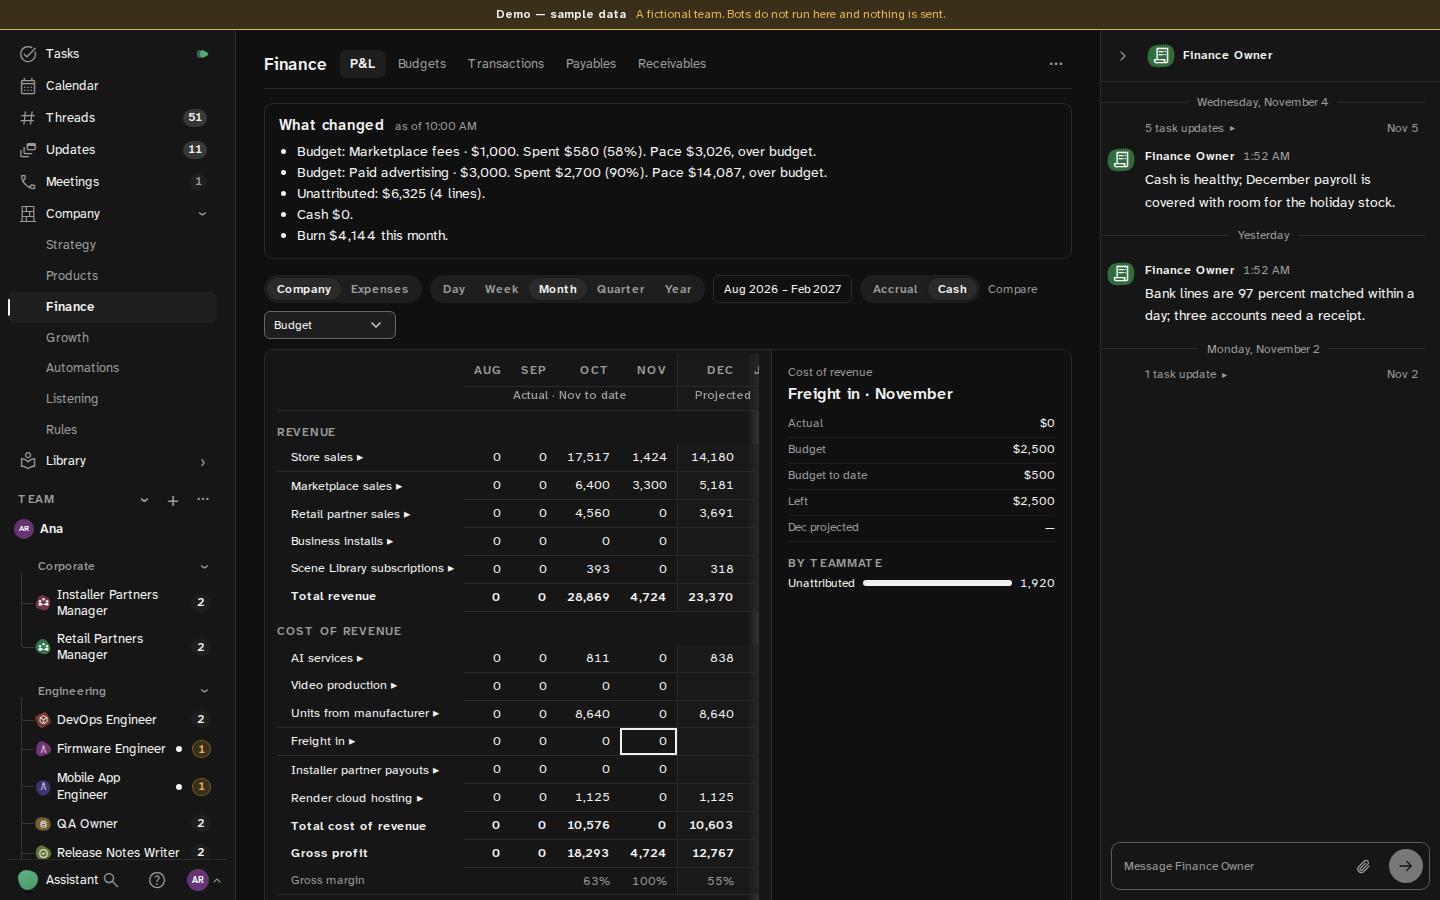 Demo — sample data A fictional team. Bots do not run here and nothing is sent.
Tasks
Calendar
Threads 51
Updates 11
Meetings 1
Company
Strategy
Products
Finance
Growth
Automations
Listening
Rules
Library
TEAM
AR Ana
Corporate
Installer Partners
Manager 2
Retail Partners
Manager 2
Engineering
DevOps Engineer 2
Firmware Engineer 1
Mobile App
Engineer 1
QA Owner 2
Release Notes Writer 2
Assistant AR
Finance P&L Budgets Transactions Payables Receivables
What changed as of 10:00 AM
Budget: Marketplace fees · $1,000. Spent $580 (58%). Pace $3,026, over budget.
Budget: Paid advertising · $3,000. Spent $2,700 (90%). Pace $14,087, over budget.
Unattributed: $6,325 (4 lines).
Cash $0.
Burn $4,144 this month.
Company Expenses Day Week Month Quarter Year Aug 2026 – Feb 2027 Accrual Cash Compare
Budget
AUG SEP OCT NOV DEC J
Actual · Nov to date Projected
REVENUE
Store sales ▸ 0 0 17,517 1,424 14,180
Marketplace sales ▸ 0 0 6,400 3,300 5,181
Retail partner sales ▸ 0 0 4,560 0 3,691
Business installs ▸ 0 0 0 0
Scene Library subscriptions ▸ 0 0 393 0 318
Total revenue 0 0 28,869 4,724 23,370
COST OF REVENUE
AI services ▸ 0 0 811 0 838
Video production ▸ 0 0 0 0
Units from manufacturer ▸ 0 0 8,640 0 8,640
Freight in ▸ 0 0 0 0
Installer partner payouts ▸ 0 0 0 0
Render cloud hosting ▸ 0 0 1,125 0 1,125
Total cost of revenue 0 0 10,576 0 10,603
Gross profit 0 0 18,293 4,724 12,767
Gross margin 63% 100% 55%
Cost of revenue
Freight in · November
Actual $0
Budget $2,500
Budget to date $500
Left $2,500
Dec projected —
BY TEAMMATE
Unattributed 1,920
Finance Owner
Wednesday, November 4
5 task updates ▸ Nov 5
Finance Owner 1:52 AM
Cash is healthy; December payroll is
covered with room for the holiday stock.
Yesterday
Finance Owner 1:52 AM
Bank lines are 97 percent matched within a
day; three accounts need a receipt.
Monday, November 2
1 task update ▸ Nov 2
Message Finance Owner